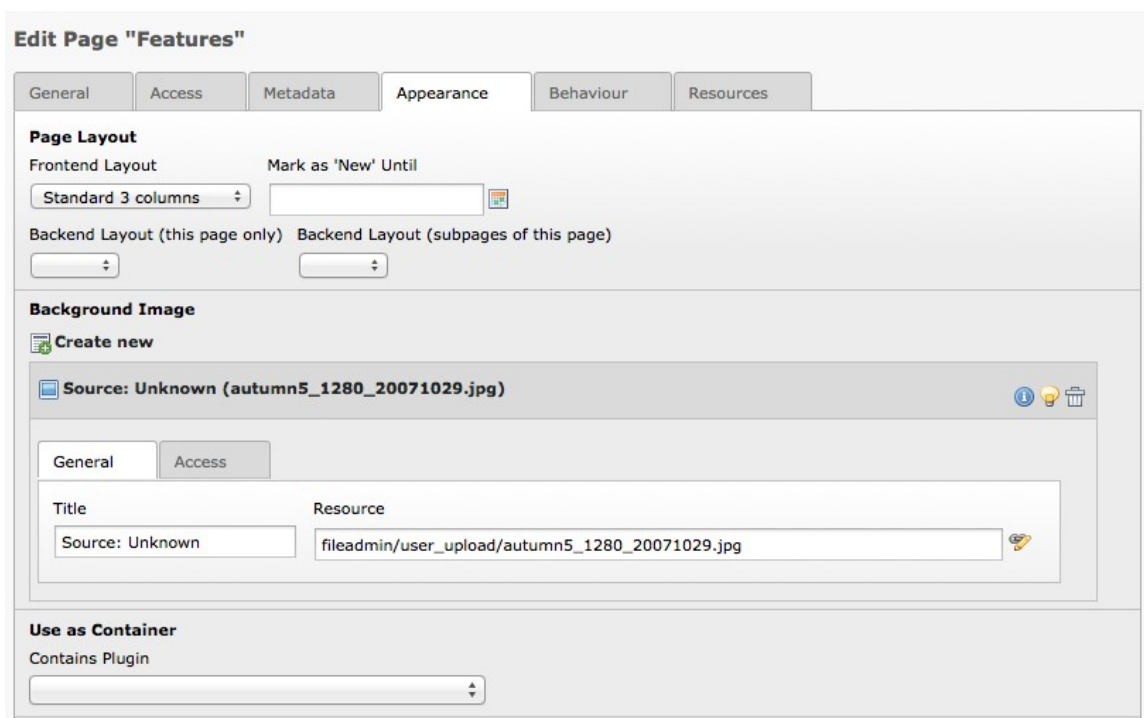 Edit Page "Features"
General Access Metadata Appearance Behaviour Resources
Page Layout
Frontend Layout Mark as 'New' Until
Standard 3 columns
Backend Layout (this page only) Backend Layout (subpages of this page)
Background Image
Create new
Source: Unknown (autumn5_1280_20071029.jpg)
General Access
Title Resource
Source: Unknown fileadmin/user_upload/autumn5_1280_20071029.jpg
Use as Container
Contains Plugin